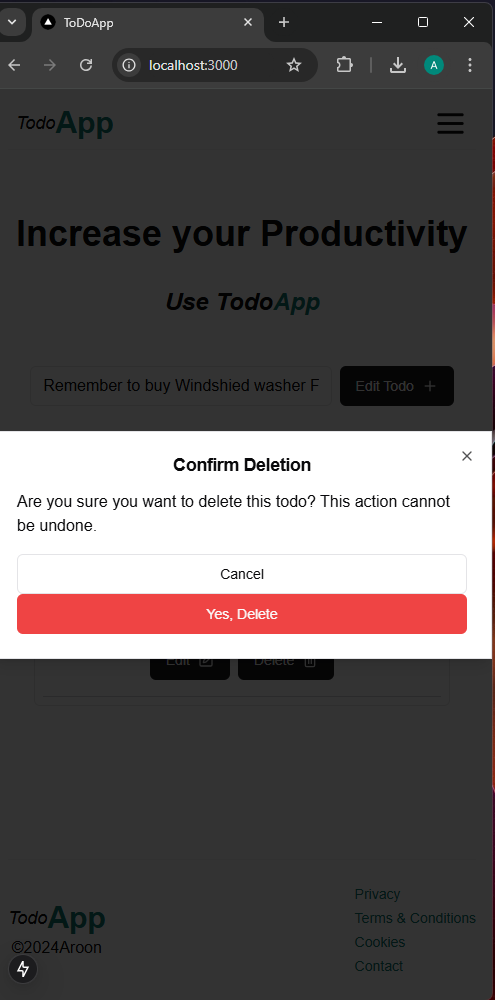 ToDoApp
localhost:3000
A
TodoApp
Increase your Productivity
Use TodoApp
Remember to buy Windshied washer F
Edit Todo
Confirm Deletion
Are you sure you want to delete this todo? This action cannot
be undone.
Cancel
Yes, Delete
Edit
Delete
Privacy
Terms & Conditions
Cookies
Contact
TodoApp
©2024Aroon